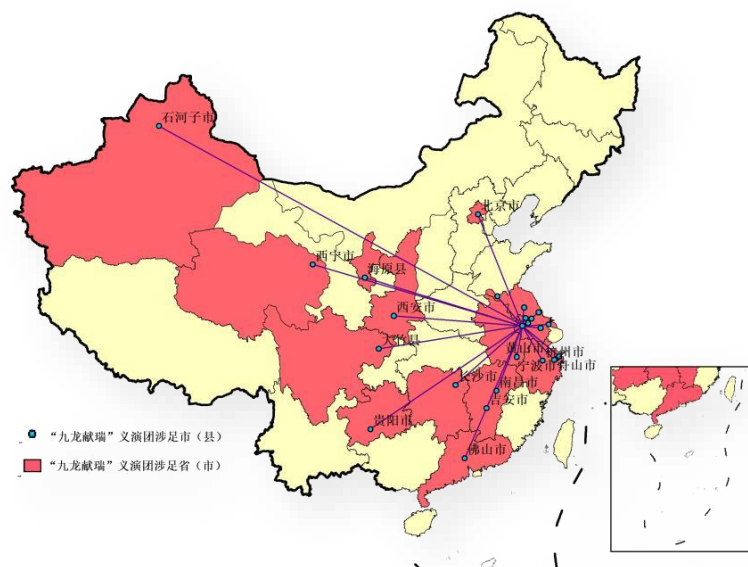 石河子市
北京市
西宁市
海原县
西安市
大竹县
黄山市
杭州市
宁波市
舟山市
长沙市
南昌市
吉安市
贵阳市
佛山市
“九龙献瑞”义演团涉足市（县）
“九龙献瑞”义演团涉足省（市）